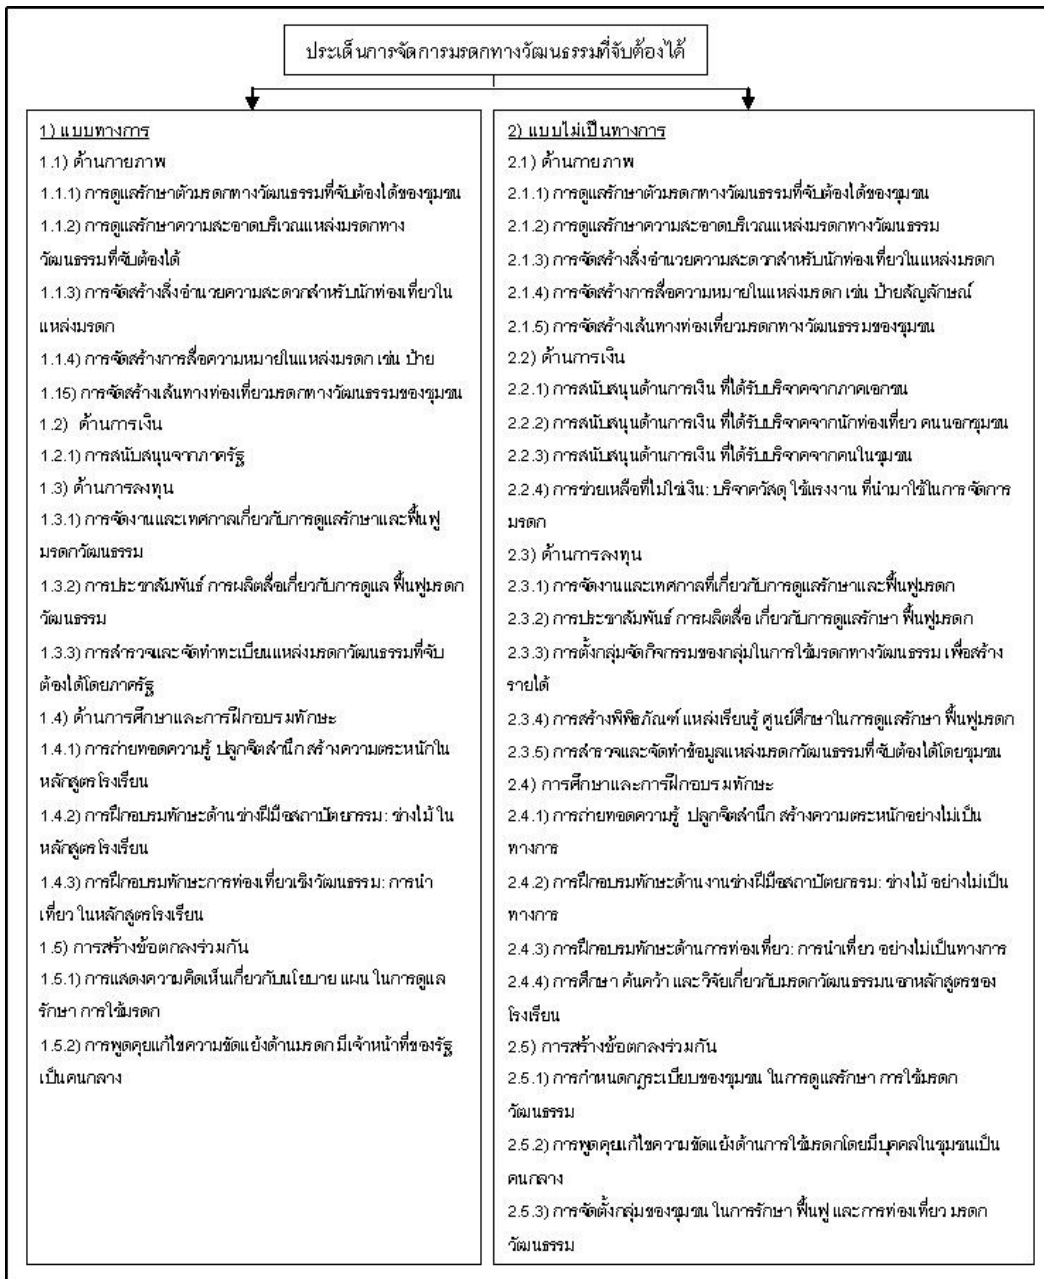 ประเด็นการจัดการมรดกทางวัฒนธรรมที่จับต้องได้
1) แบบทางการ
1.1) ด้านกายภาพ
1.1.1) การดูแลรักษาตัวมรดกทางวัฒนธรรมที่จับต้องได้ของชุมชน
1.1.2) การดูแลรักษาความสะอาดบริเวณแหล่งมรดกทาง
วัฒนธรรมที่จับต้องได้
1.1.3) การจัดสร้างสิ่งอำนวยความสะดวกสำหรับนักท่องเที่ยวใน
แหล่งมรดก
1.1.4) การจัดสร้างการสื่อความหมายในแหล่งมรดก เช่น ป้าย
1.15) การจัดสร้างเส้นทางท่องเที่ยวมรดกทางวัฒนธรรมของชุมชน
1.2) ด้านการเงิน
1.2.1) การสนับสนุนจากภาครัฐ
1.3) ด้านการลงทุน
1.3.1) การจัดงานและเทศกาลเกี่ยวกับการดูแลรักษาและฟื้นฟู
มรดกวัฒนธรรม
1.3.2) การประชาสัมพันธ์ การผลิตสื่อเกี่ยวกับการดูแล ฟื้นฟูมรดก
วัฒนธรรม
1.3.3) การสำรวจและจัดทำทะเบียนแหล่งมรดกวัฒนธรรมที่จับ
ต้องได้โดยภาครัฐ
1.4) ด้านการศึกษาและการฝึกอบรมทักษะ
1.4.1) การถ่ายทอดความรู้ ปลูกจิตสำนึก สร้างความตระหนักใน
หลักสูตรโรงเรียน
1.4.2) การฝึกอบรมทักษะด้านช่างฝีมือสถาปัตยกรรม: ช่างไม้ ใน
หลักสูตรโรงเรียน
1.4.3) การฝึกอบรมทักษะการท่องเที่ยวเชิงวัฒนธรรม: การนำ
เที่ยว ในหลักสูตรโรงเรียน
1.5) การสร้างข้อตกลงร่วมกัน
1.5.1) การแสดงความคิดเห็นเกี่ยวกับนโยบาย แผน ในการดูแล
รักษา การใช้มรดก
1.5.2) การพูดคุยแก้ไขความขัดแย้งด้านมรดก มีเจ้าหน้าที่ของรัฐ
เป็นคนกลาง
2) แบบไม่เป็นทางการ
2.1) ด้านกายภาพ
2.1.1) การดูแลรักษาตัวมรดกทางวัฒนธรรมที่จับต้องได้ของชุมชน
2.1.2) การดูแลรักษาความสะอาดบริเวณแหล่งมรดกทางวัฒนธรรม
2.1.3) การจัดสร้างสิ่งอำนวยความสะดวกสำหรับนักท่องเที่ยวในแหล่งมรดก
2.1.4) การจัดสร้างการสื่อความหมายในแหล่งมรดก เช่น ป้ายสัญลักษณ์
2.1.5) การจัดสร้างเส้นทางท่องเที่ยวมรดกทางวัฒนธรรมของชุมชน
2.2) ด้านการเงิน
2.2.1) การสนับสนุนด้านการเงิน ที่ได้รับบริจาคจากภาคเอกชน
2.2.2) การสนับสนุนด้านการเงิน ที่ได้รับบริจาคจากนักท่องเที่ยว คนนอกชุมชน
2.2.3) การสนับสนุนด้านการเงิน ที่ได้รับบริจาคจากคนในชุมชน
2.2.4) การช่วยเหลือที่ไม่ใช่เงิน: บริจาควัสดุ ใช้แรงงาน ที่นำมาใช้ในการจัดการ
มรดก
2.3) ด้านการลงทุน
2.3.1) การจัดงานและเทศกาลที่เกี่ยวกับการดูแลรักษาและฟื้นฟูมรดก
2.3.2) การประชาสัมพันธ์ การผลิตสื่อ เกี่ยวกับการดูแลรักษา ฟื้นฟูมรดก
2.3.3) การตั้งกลุ่มจัดกิจกรรมของกลุ่มในการใช้มรดกทางวัฒนธรรม เพื่อสร้าง
รายได้
2.3.4) การสร้างพิพิธภัณฑ์ แหล่งเรียนรู้ ศูนย์ศึกษาในการดูแลรักษา ฟื้นฟูมรดก
2.3.5) การสำรวจและจัดทำข้อมูลแหล่งมรดกวัฒนธรรมที่จับต้องได้โดยชุมชน
2.4) การศึกษาและการฝึกอบรมทักษะ
2.4.1) การถ่ายทอดความรู้ ปลูกจิตสำนึก สร้างความตระหนักอย่างไม่เป็น
ทางการ
2.4.2) การฝึกอบรมทักษะด้านงานช่างฝีมือสถาปัตยกรรม: ช่างไม้ อย่างไม่เป็น
ทางการ
2.4.3) การฝึกอบรมทักษะด้านการท่องเที่ยว: การนำเที่ยว อย่างไม่เป็นทางการ
2.4.4) การศึกษา ค้นคว้า และวิจัยเกี่ยวกับมรดกวัฒนธรรมนอกหลักสูตรของ
โรงเรียน
2.5) การสร้างข้อตกลงร่วมกัน
2.5.1) การกำหนดกฎระเบียบของชุมชน ในการดูแลรักษา การใช้มรดก
วัฒนธรรม
2.5.2) การพูดคุยแก้ไขความขัดแย้งด้านการใช้มรดกโดยมีบุคคลในชุมชนเป็น
คนกลาง
2.5.3) การจัดตั้งกลุ่มของชุมชน ในการรักษา ฟื้นฟู และการท่องเที่ยว มรดก
วัฒนธรรม